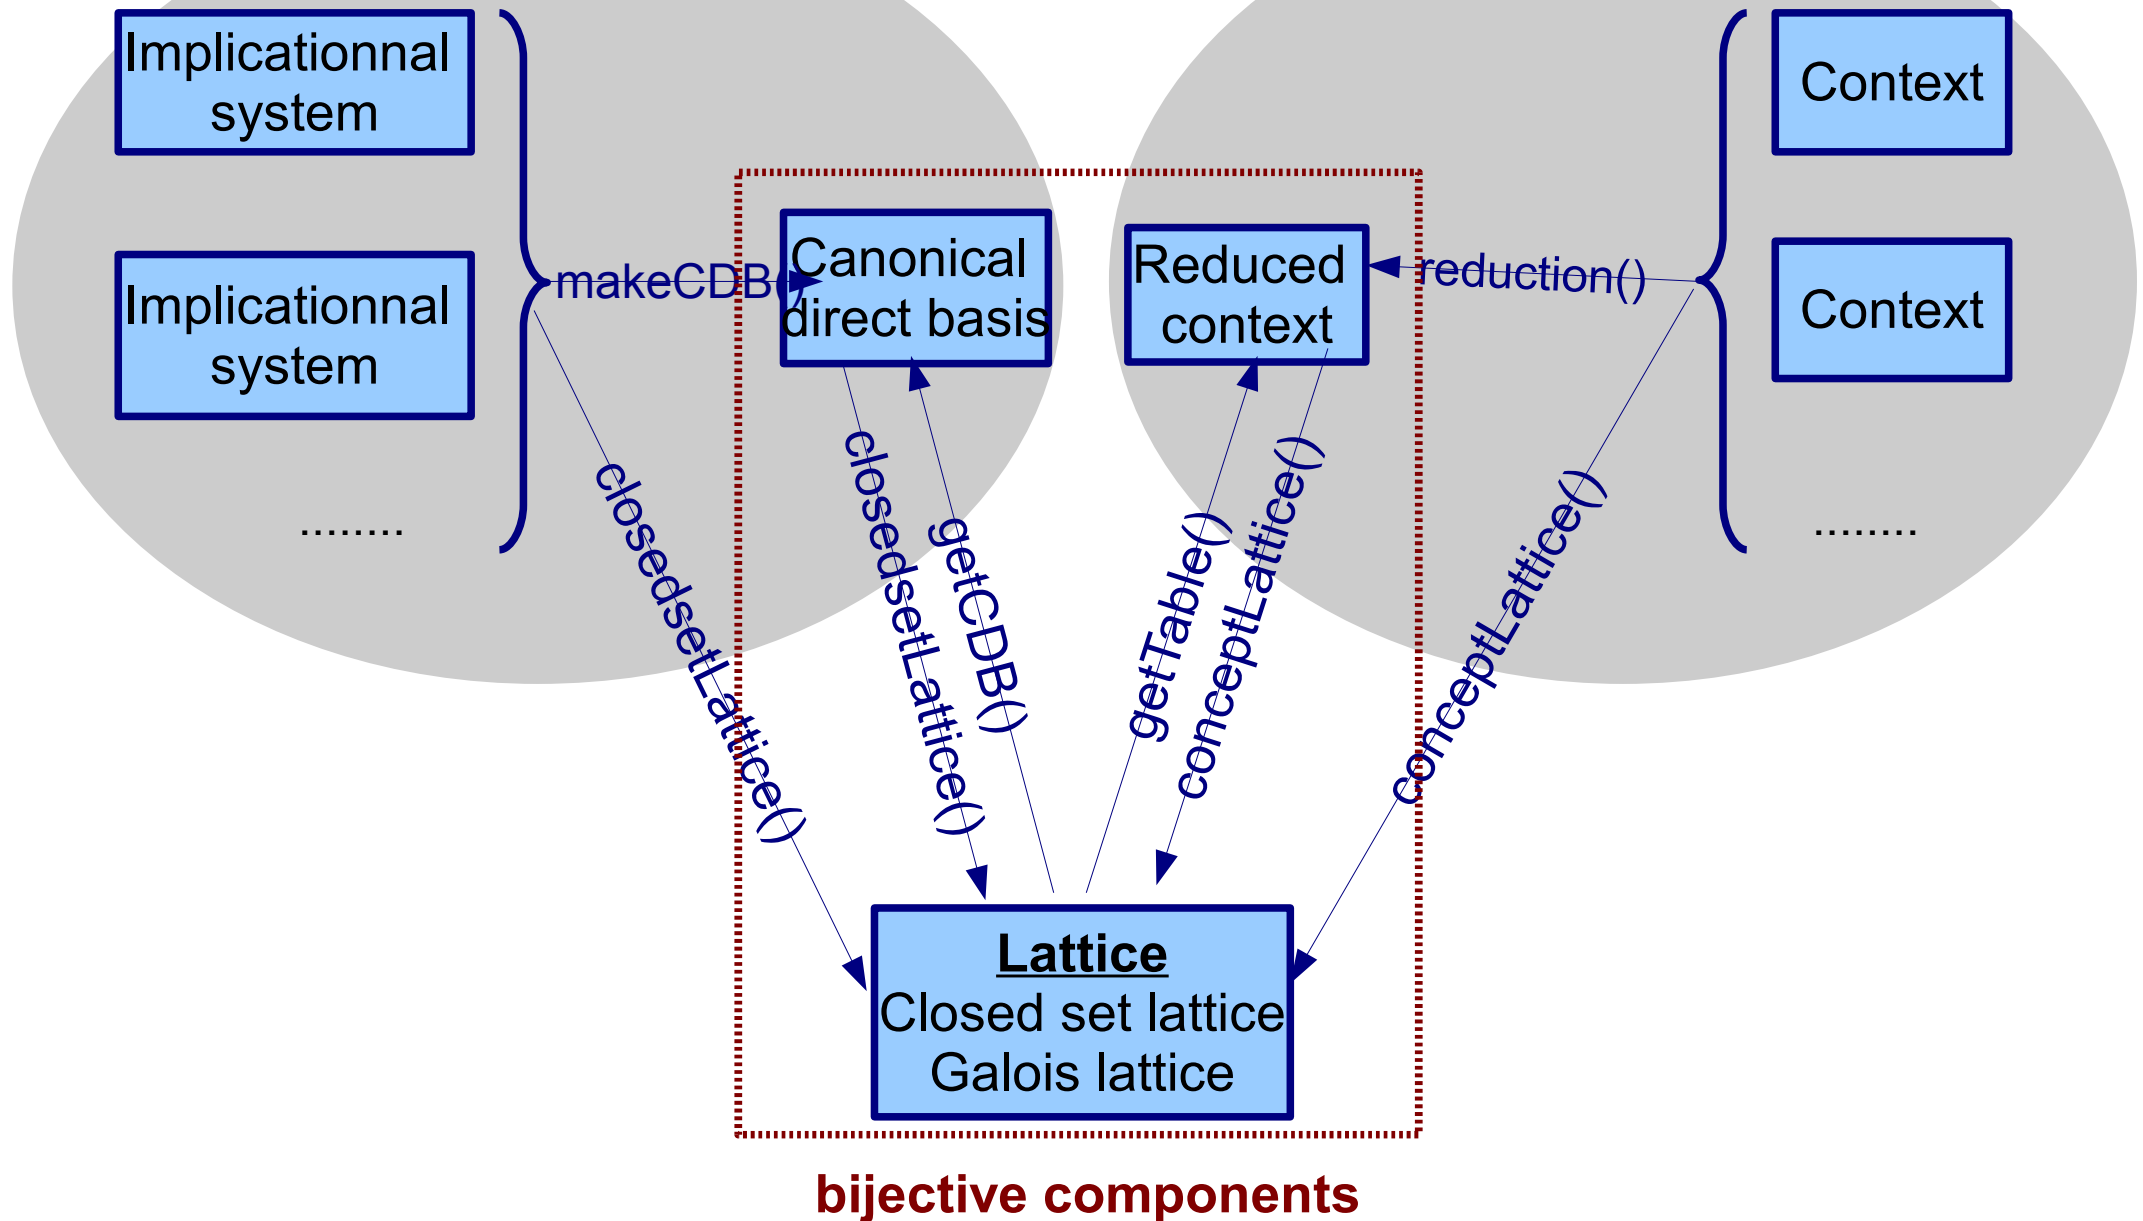 Implicationnal
system
Context
Implicationnal
system
makeCDB()
Canonical
direct basis
Reduced
context
reduction()
Context
........
........
closedsetLattice()
closedsetLattice()
getCDB()
getTable()
conceptLattice()
conceptLattice()
Lattice
Closed set lattice
Galois lattice
bijective components